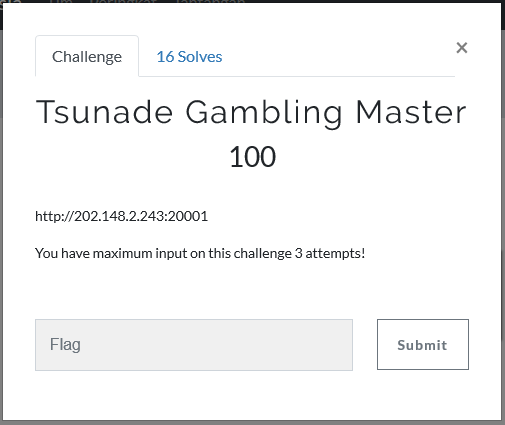 Challenge
16 Solves
×
Tsunade Gambling Master
100
http://202.148.2.243:20001
You have maximum input on this challenge 3 attempts!
Flag
Submit